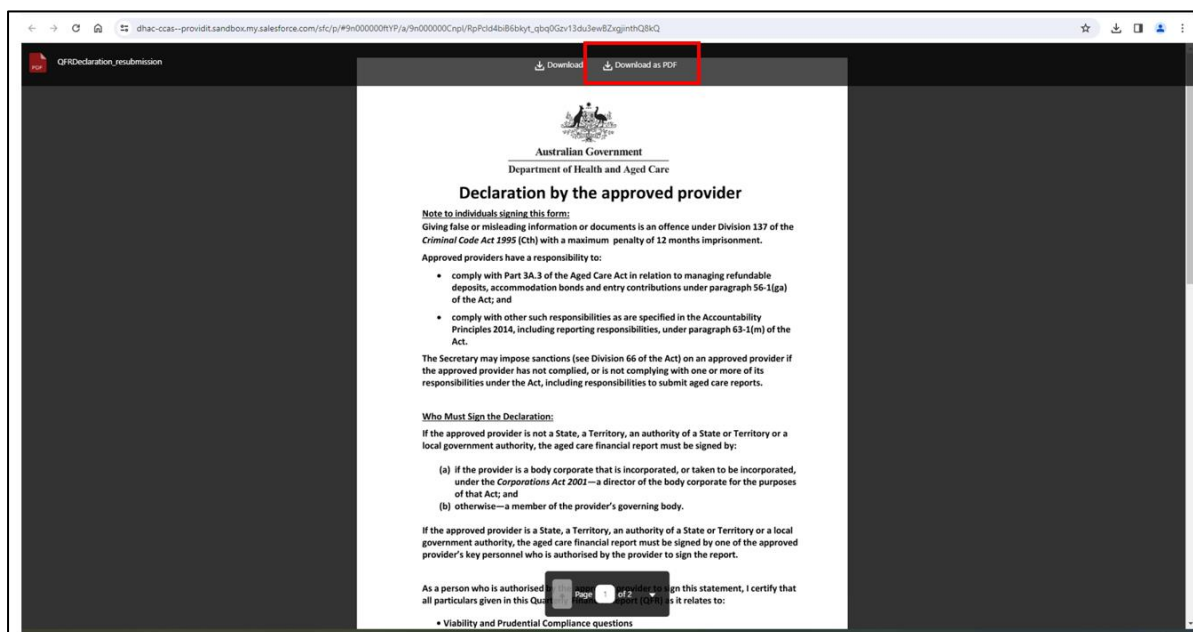 dhac-ccas--providit.sandbox.my.salesforce.com/sfc/p/#9n000000ftYP/a/9n000000Cnpl/RpPcld4biB6bkyt_qbq0Gzv13du3ewBZxgjinthQ8kQ
PDF
QFRDeclaration_resubmission
Download
Download as PDF
Australian Government
Department of Health and Aged Care
Declaration by the approved provider
Note to individuals signing this form:
Giving false or misleading information or documents is an offence under Division 137 of the
Criminal Code Act 1995 (Cth) with a maximum penalty of 12 months imprisonment.
Approved providers have a responsibility to:
• comply with Part 3A.3 of the Aged Care Act in relation to managing refundable
deposits, accommodation bonds and entry contributions under paragraph 56-1(ga)
of the Act; and
• comply with other such responsibilities as are specified in the Accountability
Principles 2014, including reporting responsibilities, under paragraph 63-1(m) of the
Act.
The Secretary may impose sanctions (see Division 66 of the Act) on an approved provider if
the approved provider has not complied, or is not complying with one or more of its
responsibilities under the Act, including responsibilities to submit aged care reports.
Who Must Sign the Declaration:
If the approved provider is not a State, a Territory, an authority of a State or Territory or a
local government authority, the aged care financial report must be signed by:
(a) if the provider is a body corporate that is incorporated, or taken to be incorporated,
under the Corporations Act 2001—a director of the body corporate for the purposes
of that Act; and
(b) otherwise—a member of the provider's governing body.
If the approved provider is a State, a Territory, an authority of a State or Territory or a local
government authority, the aged care financial report must be signed by one of the approved
provider's key personnel who is authorised by the provider to sign the report.
As a person who is authorised by the approved provider to sign this statement, I certify that
all particulars given in this Quarterly Financial Report (QFR) as it relates to:
Page 1 of 2
• Viability and Prudential Compliance questions